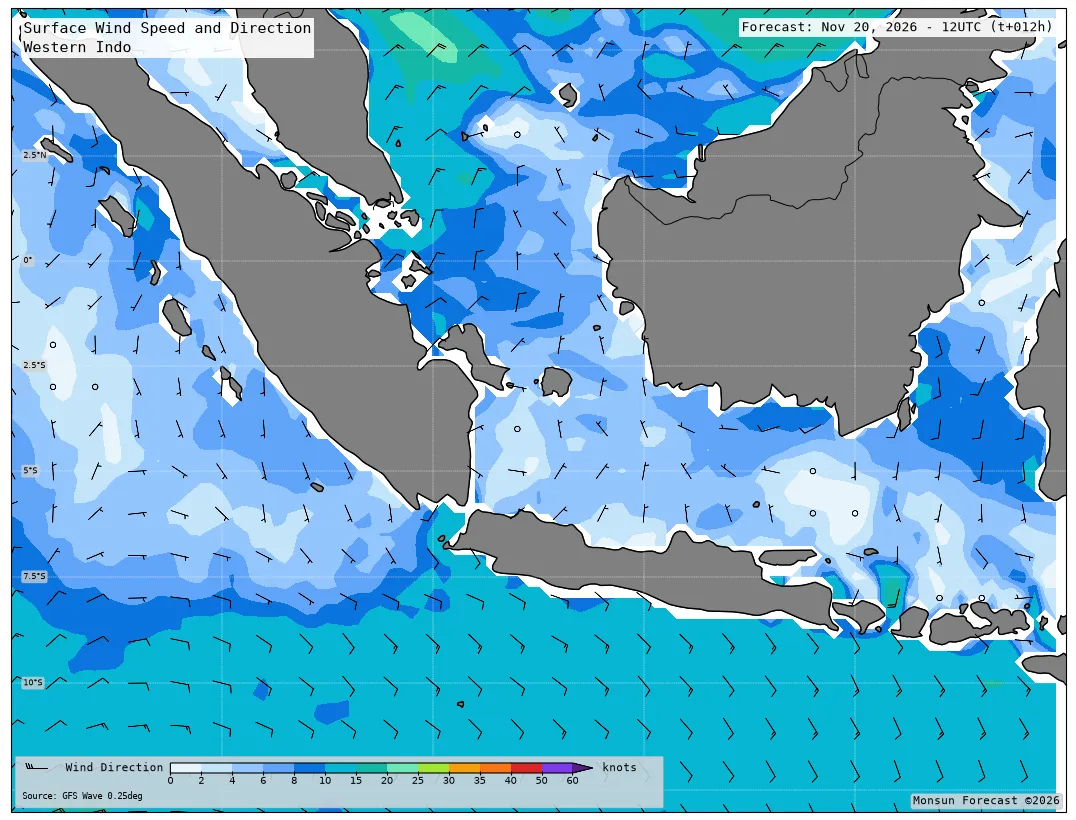 Surface Wind Speed and Direction
Western Indo
Forecast: Nov 20, 2026 - 12UTC (t+012h)
2.5°N
0°
2.5°S
5°S
7.5°S
10°S
Wind Direction
0 2 4 6 8 10 15 20 25 30 35 40 50 60
knots
Source: GFS Wave 0.25deg
Monsun Forecast ©2026